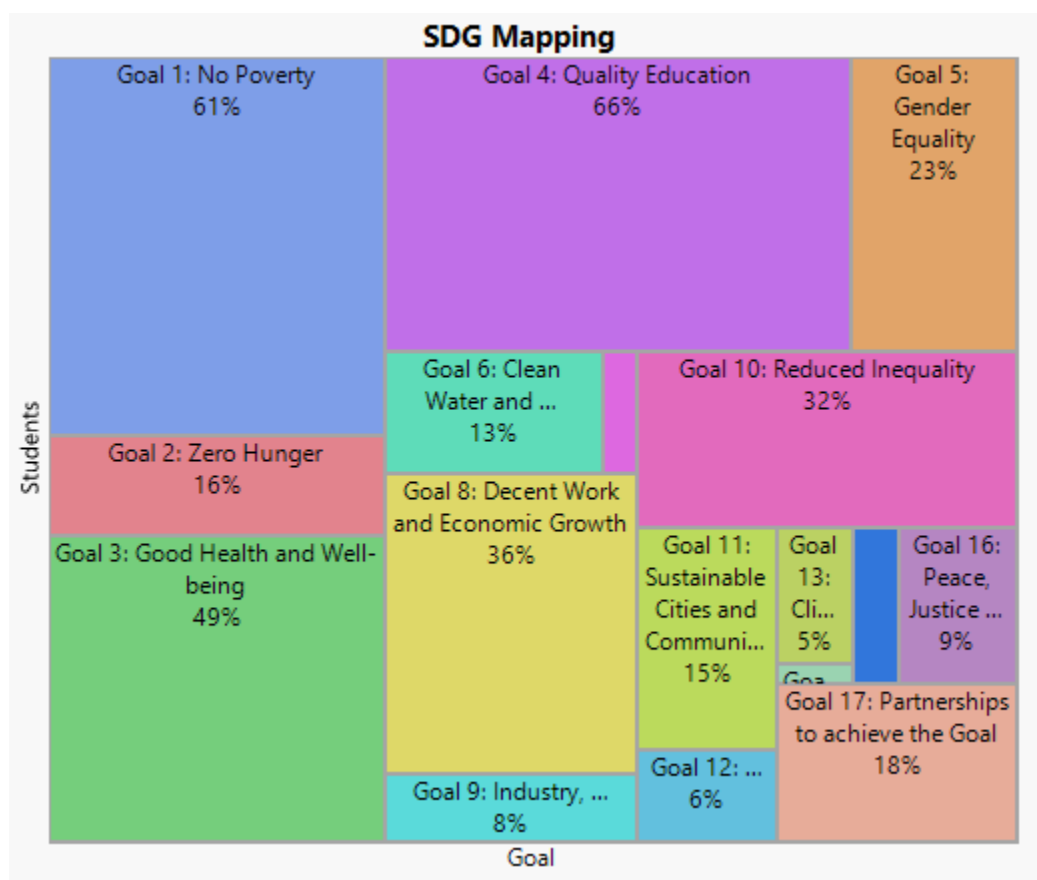 SDG Mapping
Goal 1: No Poverty
61%
Goal 4: Quality Education
66%
Goal 5:
Gender
Equality
23%
Goal 6: Clean
Water and ...
13%
Goal 10: Reduced Inequality
32%
Goal 2: Zero Hunger
16%
Goal 8: Decent Work
and Economic Growth
36%
Goal 3: Good Health and Well-
being
49%
Goal 11:
Sustainable
Cities and
Communi...
15%
Goal
13:
Cli...
5%
Goal 16:
Peace,
Justice ...
9%
Goa
Goal 17: Partnerships
to achieve the Goal
18%
Goal 12: ...
6%
Goal 9: Industry, ...
8%
Students
Goal